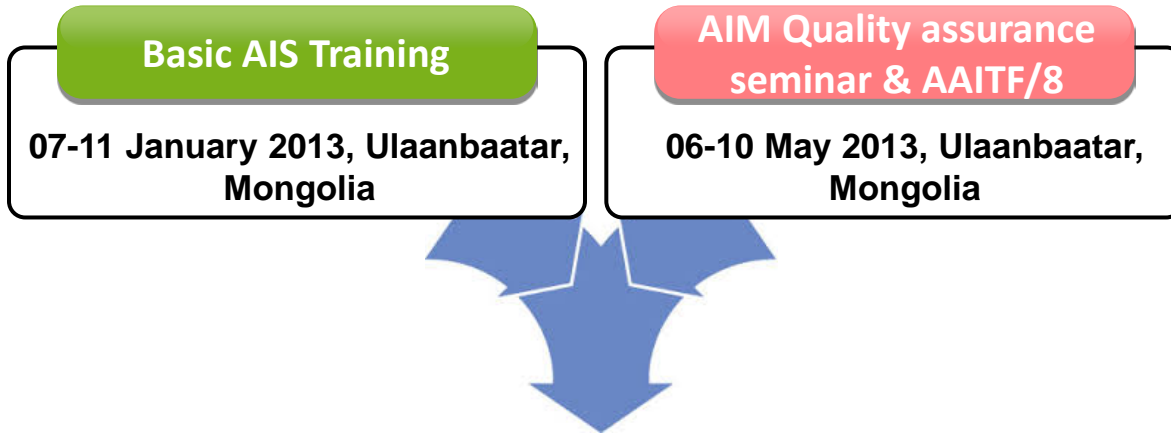 Basic AIS Training
07-11 January 2013, Ulaanbaatar,
Mongolia
AIM Quality assurance
seminar & AAITF/8
06-10 May 2013, Ulaanbaatar,
Mongolia